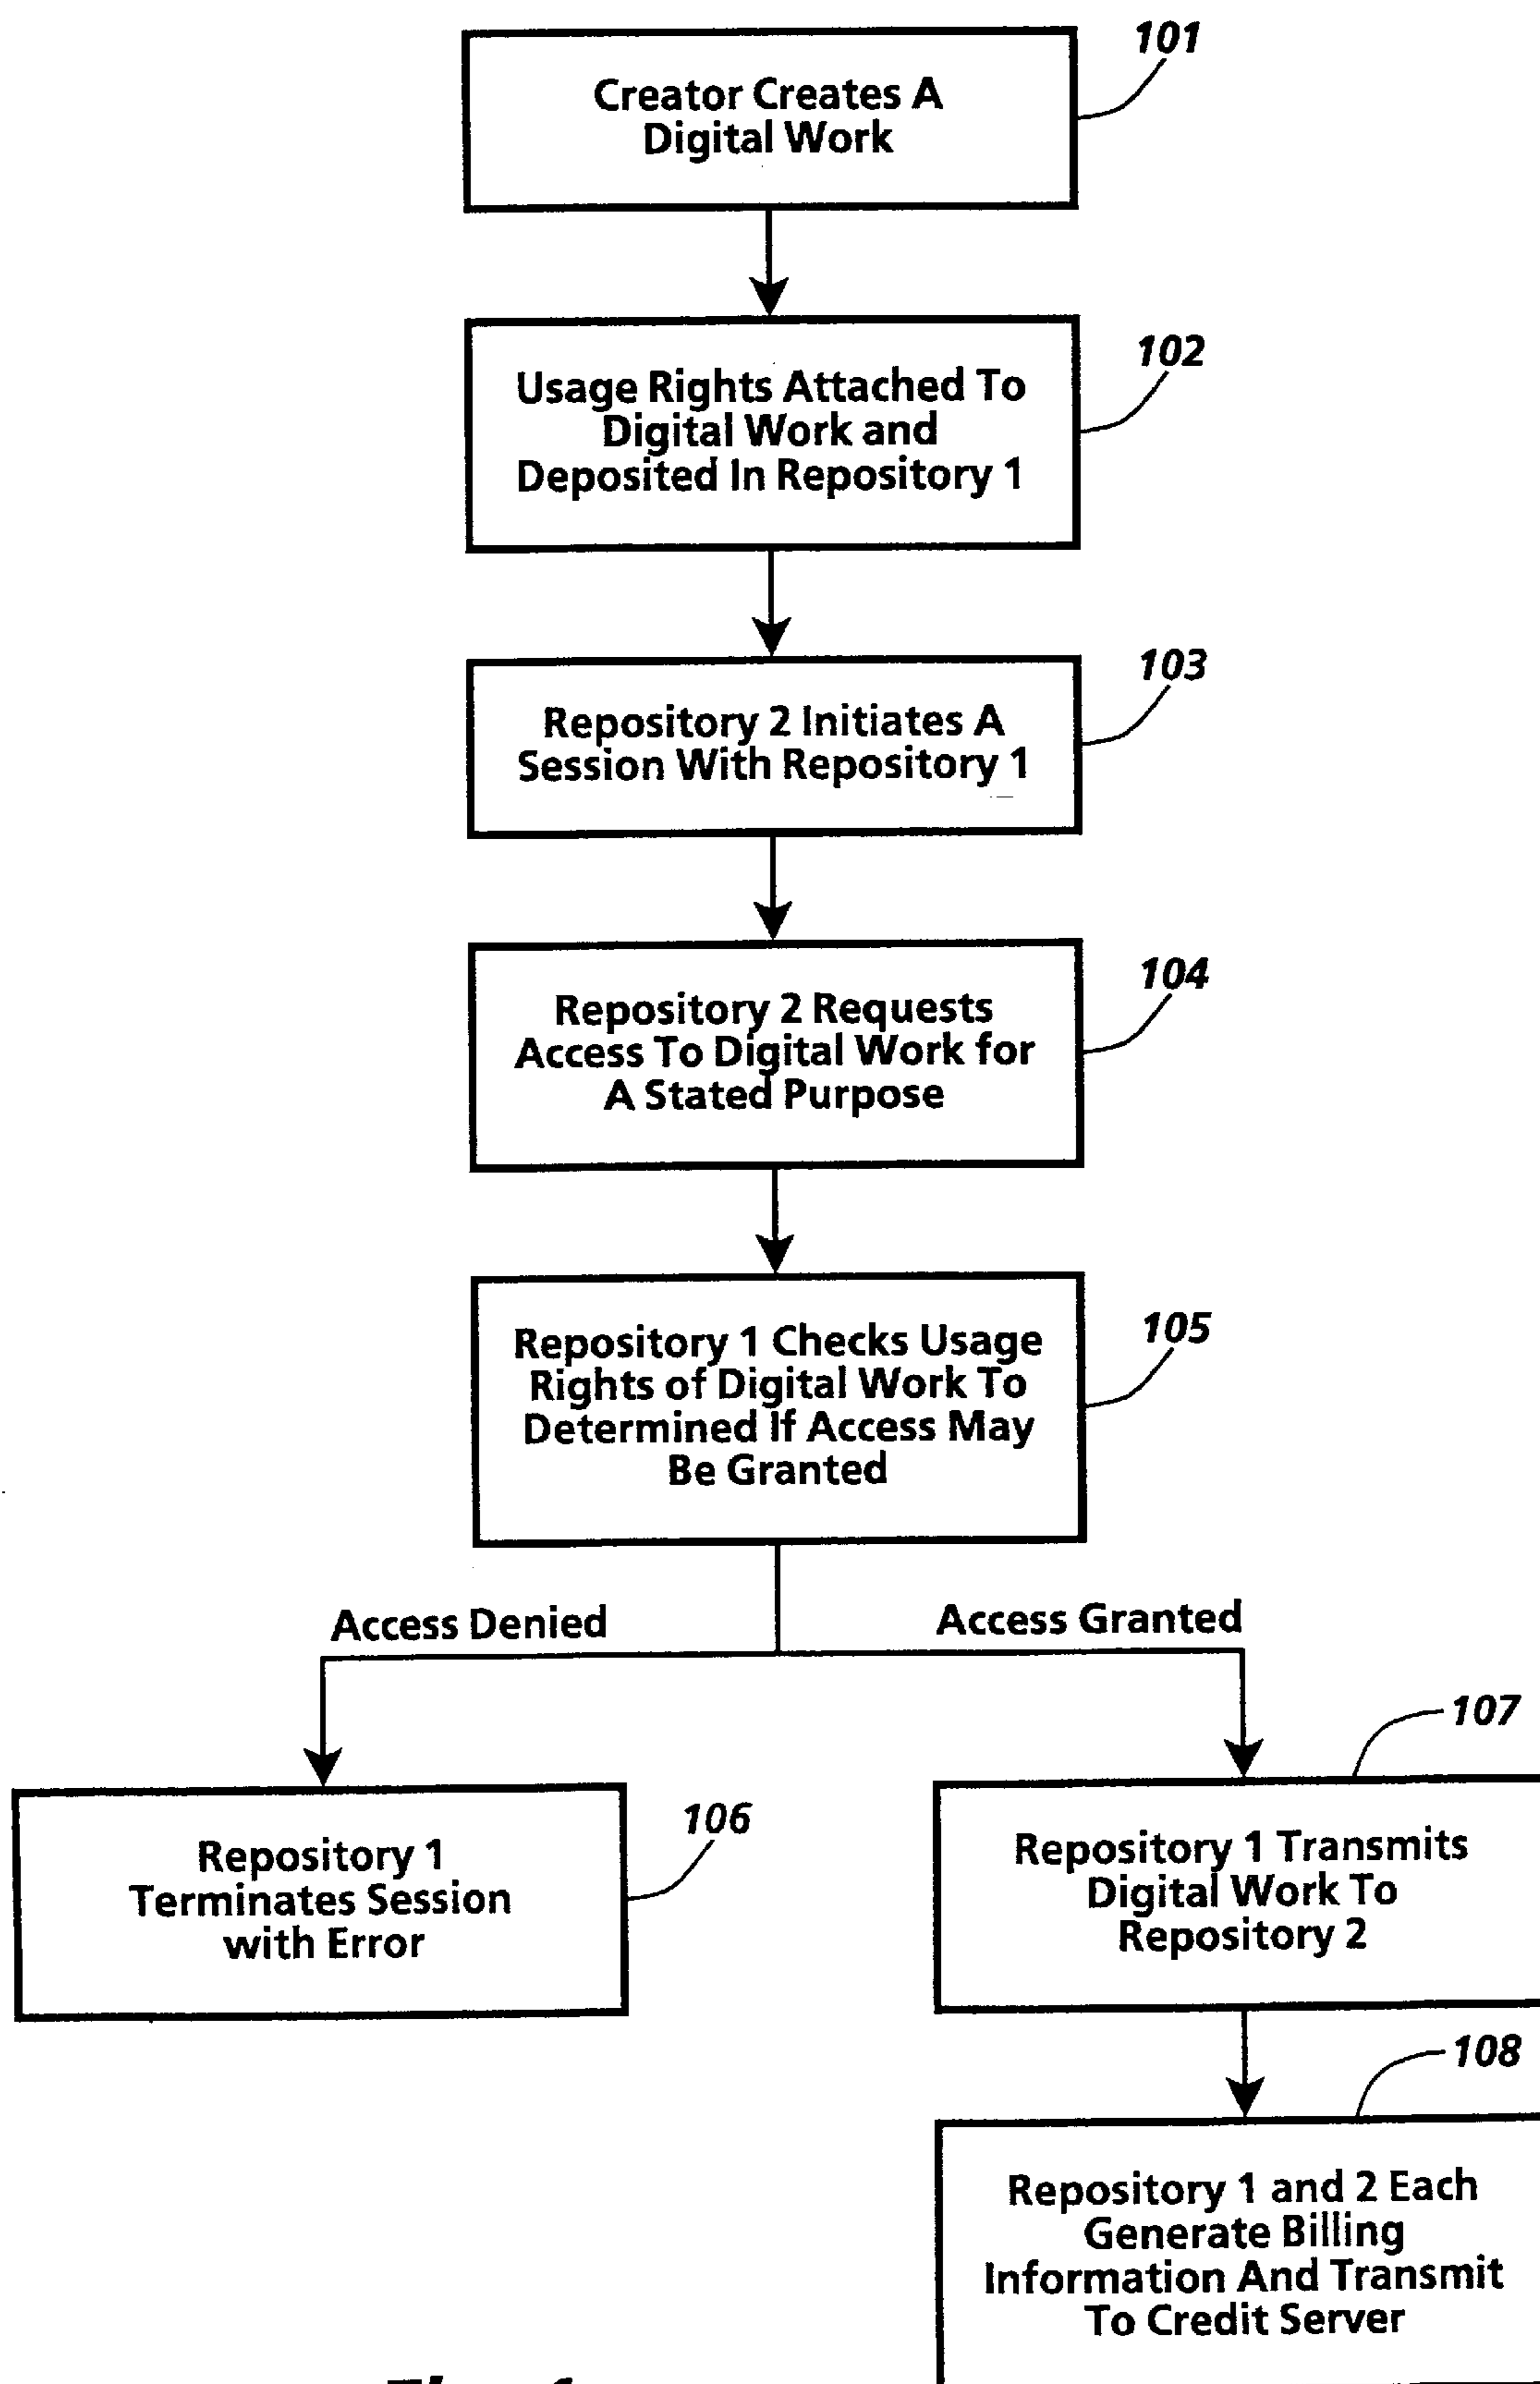 101
Creator Creates A
Digital Work
102
Usage Rights Attached To
Digital Work and
Deposited In Repository 1
103
Repository 2 Initiates A
Session With Repository 1
104
Repository 2 Requests
Access To Digital Work for
A Stated Purpose
105
Repository 1 Checks Usage
Rights of Digital Work To
Determined If Access May
Be Granted
Access Denied
Access Granted
106
Repository 1
Terminates Session
with Error
107
Repository 1 Transmits
Digital Work To
Repository 2
108
Repository 1 and 2 Each
Generate Billing
Information And Transmit
To Credit Server